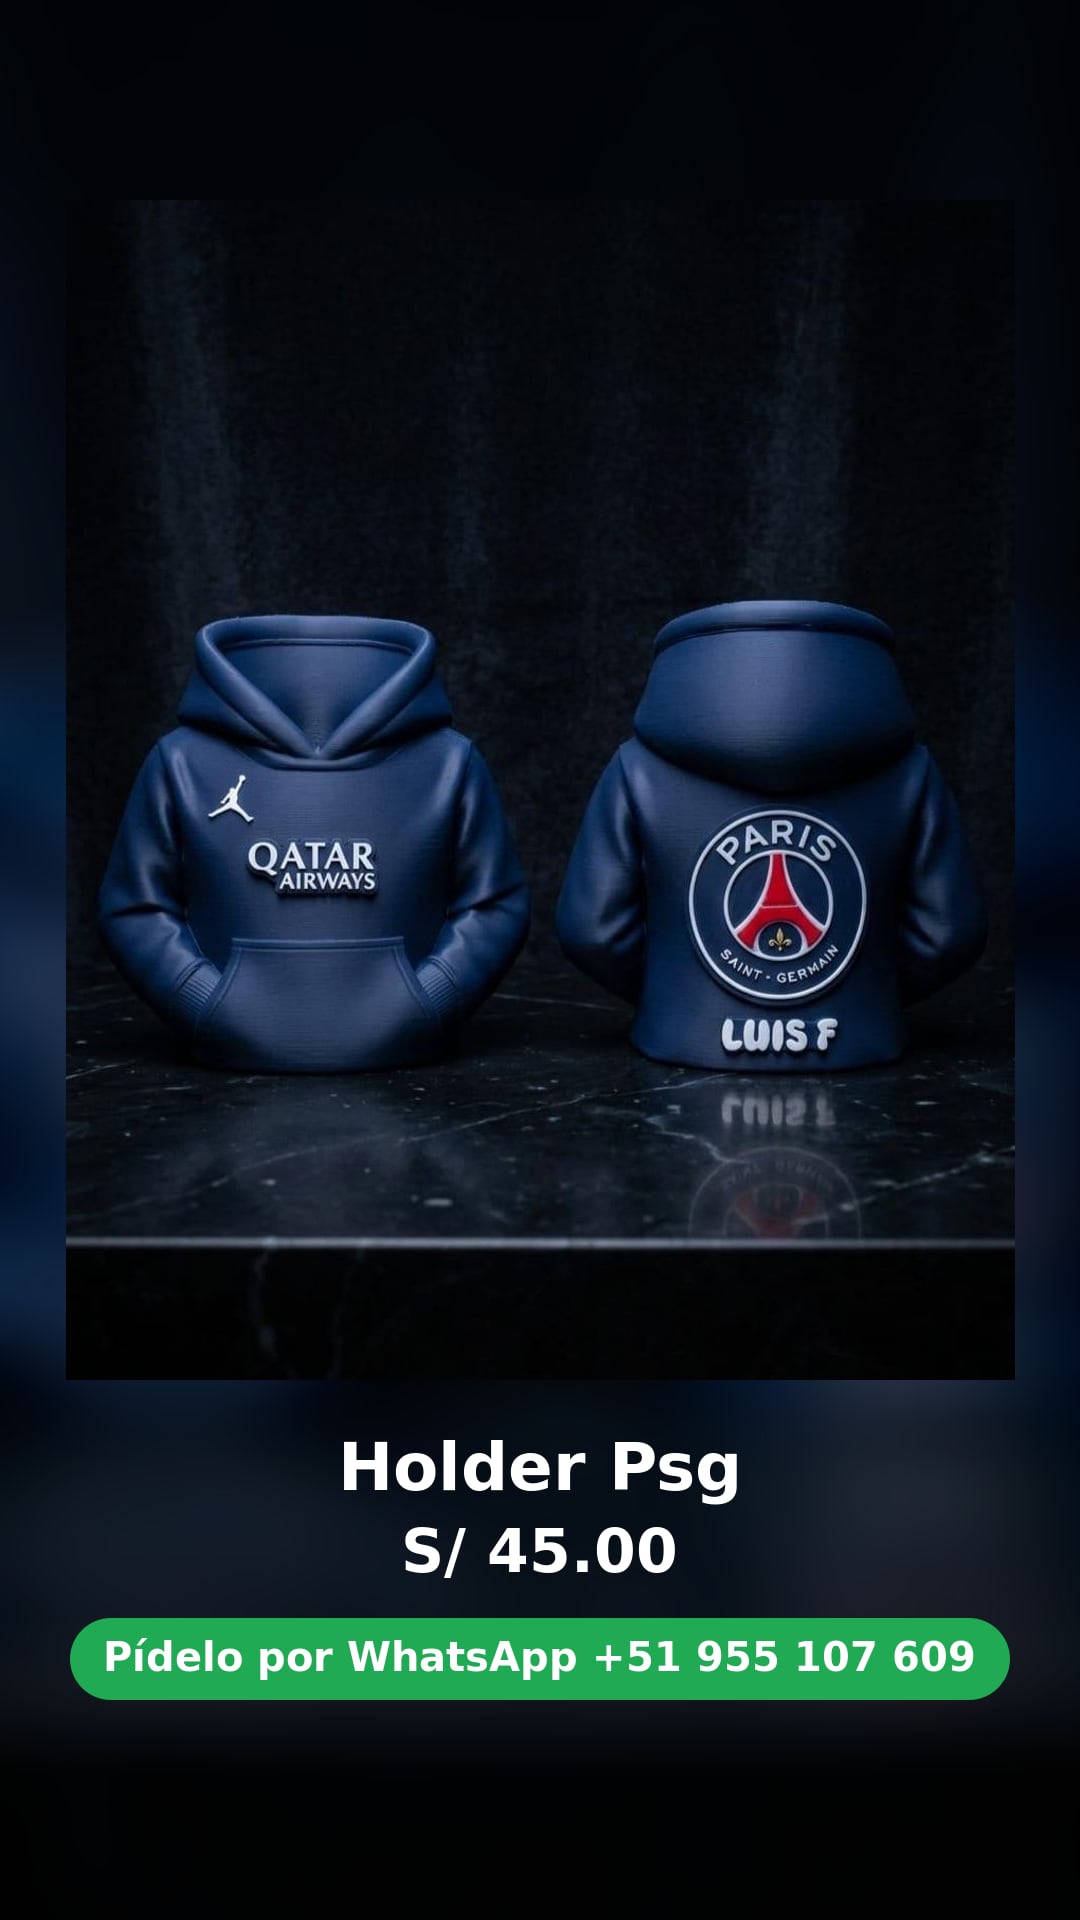 QATAR
AIRWAYS
PARIS
SAINT - GERMAIN
LUIS F
Holder Psg
S/ 45.00
Pídelo por WhatsApp +51 955 107 609